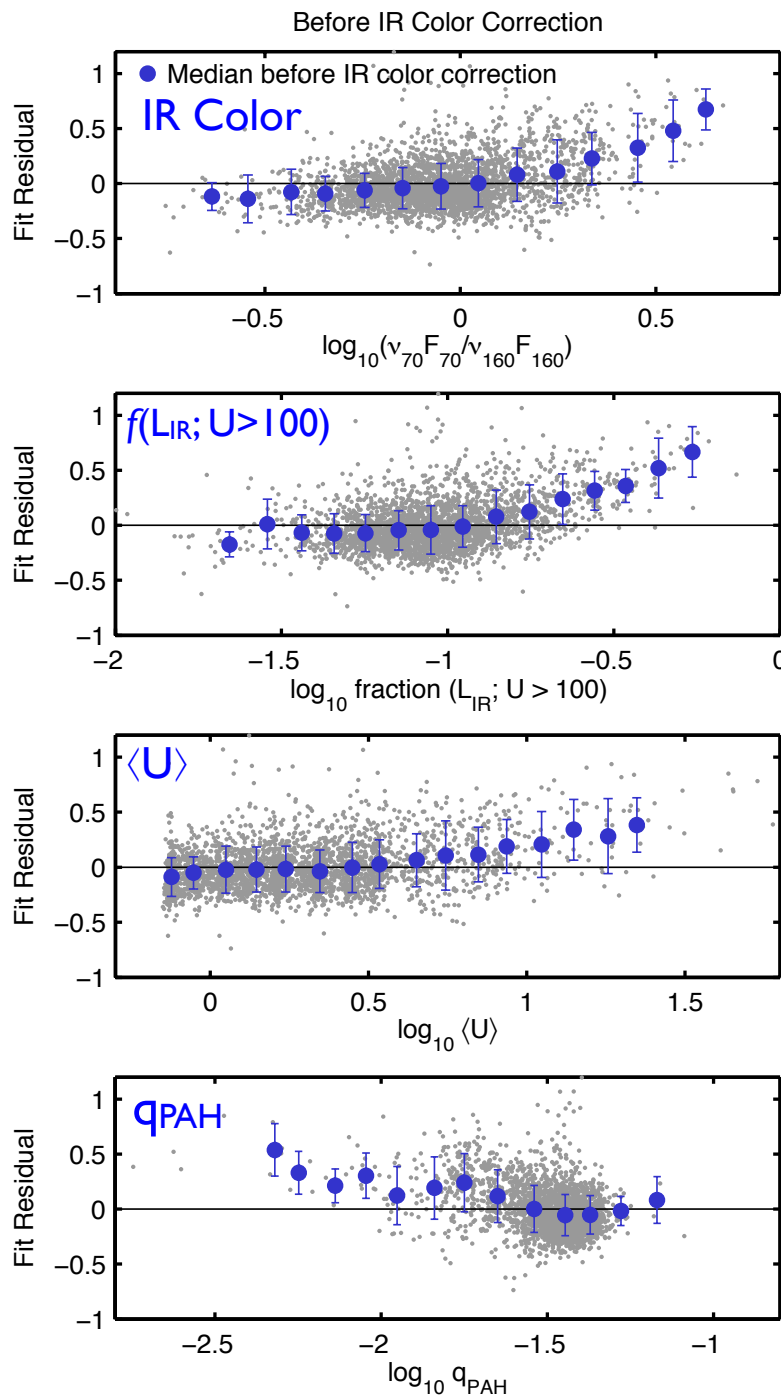 Before IR Color Correction
1
Median before IR color correction
IR Color
0.5
0
−0.5
−1
Fit Residual
−0.5 0 0.5
log10(ν70F70/ν160F160)
1
f(LIR; U>100)
0.5
0
−0.5
−1
Fit Residual
−2 −1.5 −1 −0.5 0
log10 fraction (LIR; U > 100)
1
⟨U⟩
0.5
0
−0.5
−1
Fit Residual
0 0.5 1 1.5
log10 ⟨U⟩
1
qPAH
0.5
0
−0.5
−1
Fit Residual
−2.5 −2 −1.5 −1
log10 qPAH